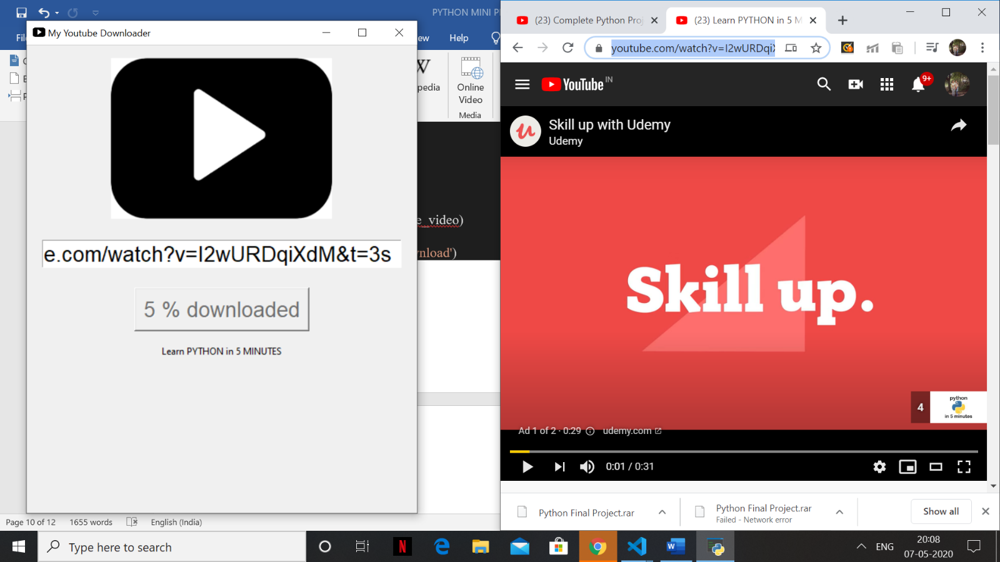 PYTHON MINI P
My Youtube Downloader
Help
pedia
Online
Video
Media
e_video)
nload')
e.com/watch?v=I2wURDqiXdM&t=3s
5 % downloaded
Learn PYTHON in 5 MINUTES
Page 10 of 12
1655 words
English (India)
(23) Complete Python Proj
(23) Learn PYTHON in 5 M
youtube.com/watch?v=I2wURDqiX
YouTube IN
9+
Skill up with Udemy
Udemy
Skill up.
4
python
in 5 minutes
Ad 1 of 2 · 0:29
udemy.com
0:01 / 0:31
Python Final Project.rar
Python Final Project.rar
Failed - Network error
Show all
Type here to search
ENG
20:08
07-05-2020